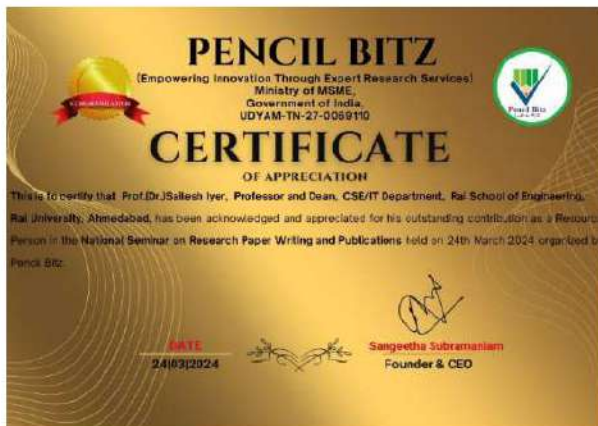 PENCIL BITZ
(Empowering Innovation Through Expert Research Services)
Ministry of MSME,
Government of India,
UDYAM-TN-27-0069110
Pencil Bitz
CERTIFICATE
OF APPRECIATION
This is to certify that Prof.(Dr.)Sailesh Iyer, Professor and Dean, CSE/IT Department, Rai School of Engineering,
Rai University, Ahmedabad, has been acknowledged and appreciated for his outstanding contribution as a Resourc
Person in the National Seminar on Research Paper Writing and Publications held on 24th March 2024 organized b
Pencil Bitz.
DATE
24|03|2024
Sangeetha Subramaniam
Founder & CEO